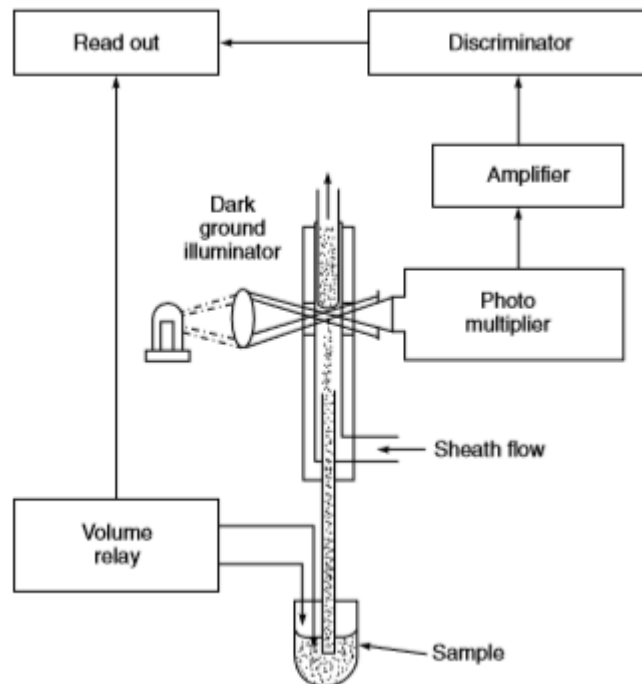 Read out
Discriminator
Amplifier
Dark
ground
illuminator
Photo
multiplier
Sheath flow
Volume
relay
Sample